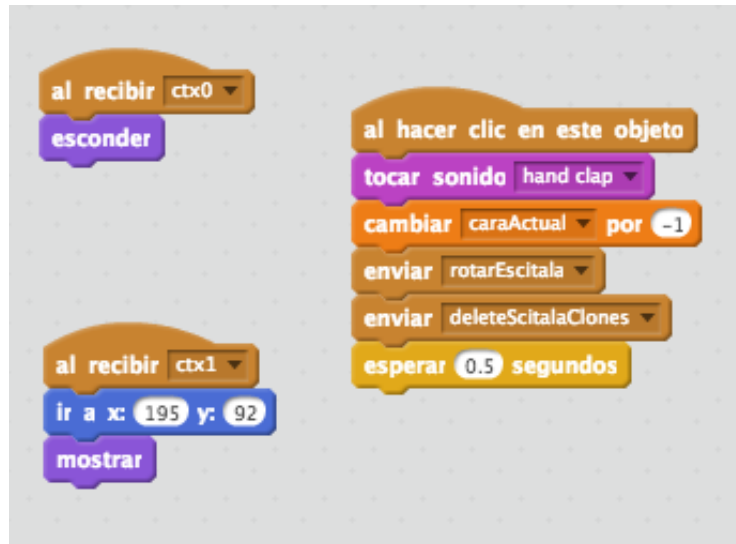 al recibir ctx0
esconder
al recibir ctx1
ir a x: 195 y: 92
mostrar
al hacer clic en este objeto
tocar sonido hand clap
cambiar caraActual por -1
enviar rotarEscitala
enviar deleteScitalaClones
esperar 0.5 segundos